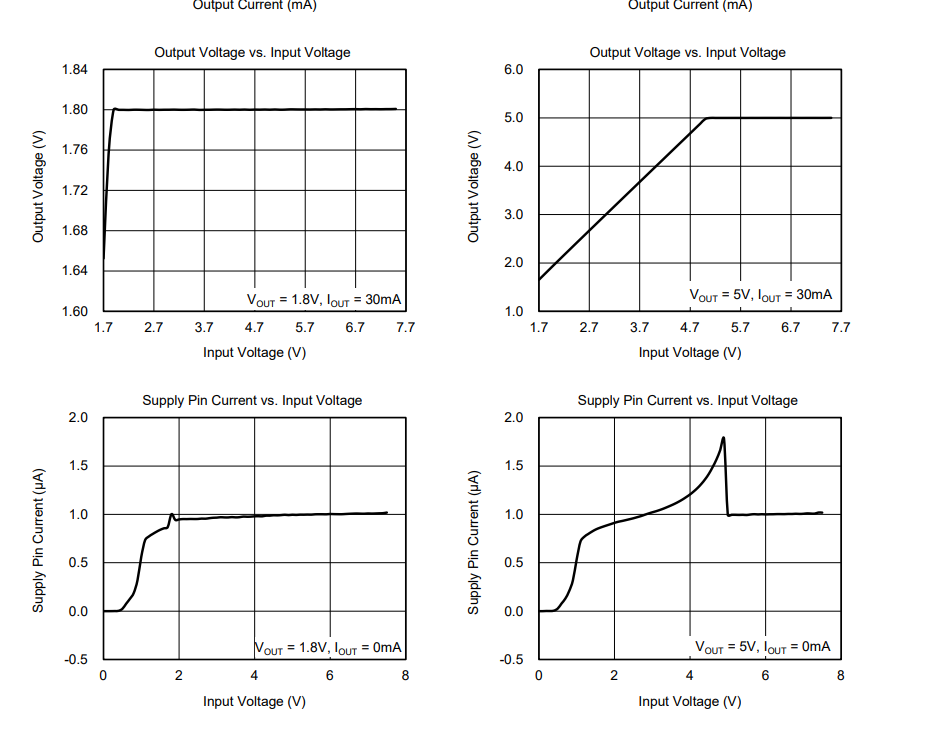 Output Current (mA)
Output Current (mA)
Output Voltage vs. Input Voltage
1.84
1.80
1.76
1.72
1.68
1.64
1.60
Output Voltage (V)
VOUT = 1.8V, IOUT = 30mA
1.7 2.7 3.7 4.7 5.7 6.7 7.7
Input Voltage (V)
Output Voltage vs. Input Voltage
6.0
5.0
4.0
3.0
2.0
1.0
Output Voltage (V)
VOUT = 5V, IOUT = 30mA
1.7 2.7 3.7 4.7 5.7 6.7 7.7
Input Voltage (V)
Supply Pin Current vs. Input Voltage
2.0
1.5
1.0
0.5
0.0
-0.5
Supply Pin Current (μA)
VOUT = 1.8V, IOUT = 0mA
0 2 4 6 8
Input Voltage (V)
Supply Pin Current vs. Input Voltage
2.0
1.5
1.0
0.5
0.0
-0.5
Supply Pin Current (μA)
VOUT = 5V, IOUT = 0mA
0 2 4 6 8
Input Voltage (V)